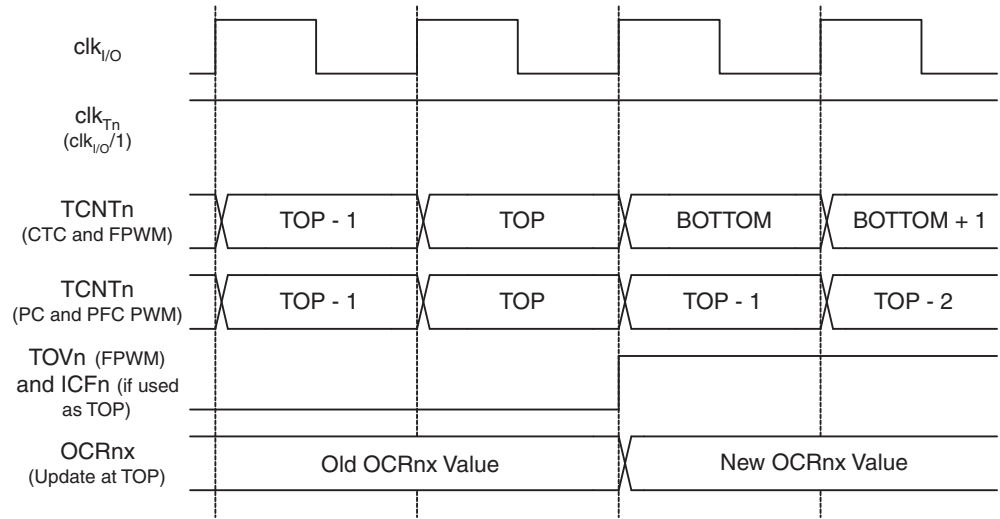 clkI/O
clkTn
(clkI/O/1)
TCNTn
(CTC and FPWM)
TOP - 1
TOP
BOTTOM
BOTTOM + 1
TCNTn
(PC and PFC PWM)
TOP - 1
TOP
TOP - 1
TOP - 2
TOVn (FPWM)
and ICFn (if used
as TOP)
OCRnx
(Update at TOP)
Old OCRnx Value
New OCRnx Value